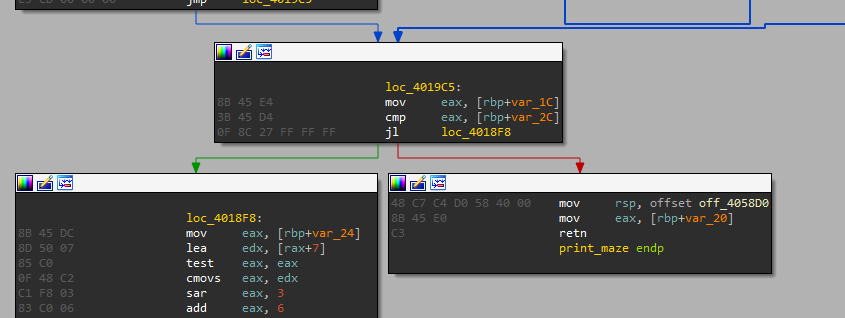 E9 CD 00 00 00 jmp loc_4019C5
loc_4019C5:
8B 45 E4 mov eax, [rbp+var_1C]
3B 45 D4 cmp eax, [rbp+var_2C]
0F 8C 27 FF FF FF jl loc_4018F8
loc_4018F8:
8B 45 DC mov eax, [rbp+var_24]
8D 50 07 lea edx, [rax+7]
85 C0 test eax, eax
0F 48 C2 cmovs eax, edx
C1 F8 03 sar eax, 3
83 C0 06 add eax, 6
48 C7 C4 D0 58 40 00 mov rsp, offset off_4058D0
8B 45 E0 mov eax, [rbp+var_20]
C3 retn
print_maze endp